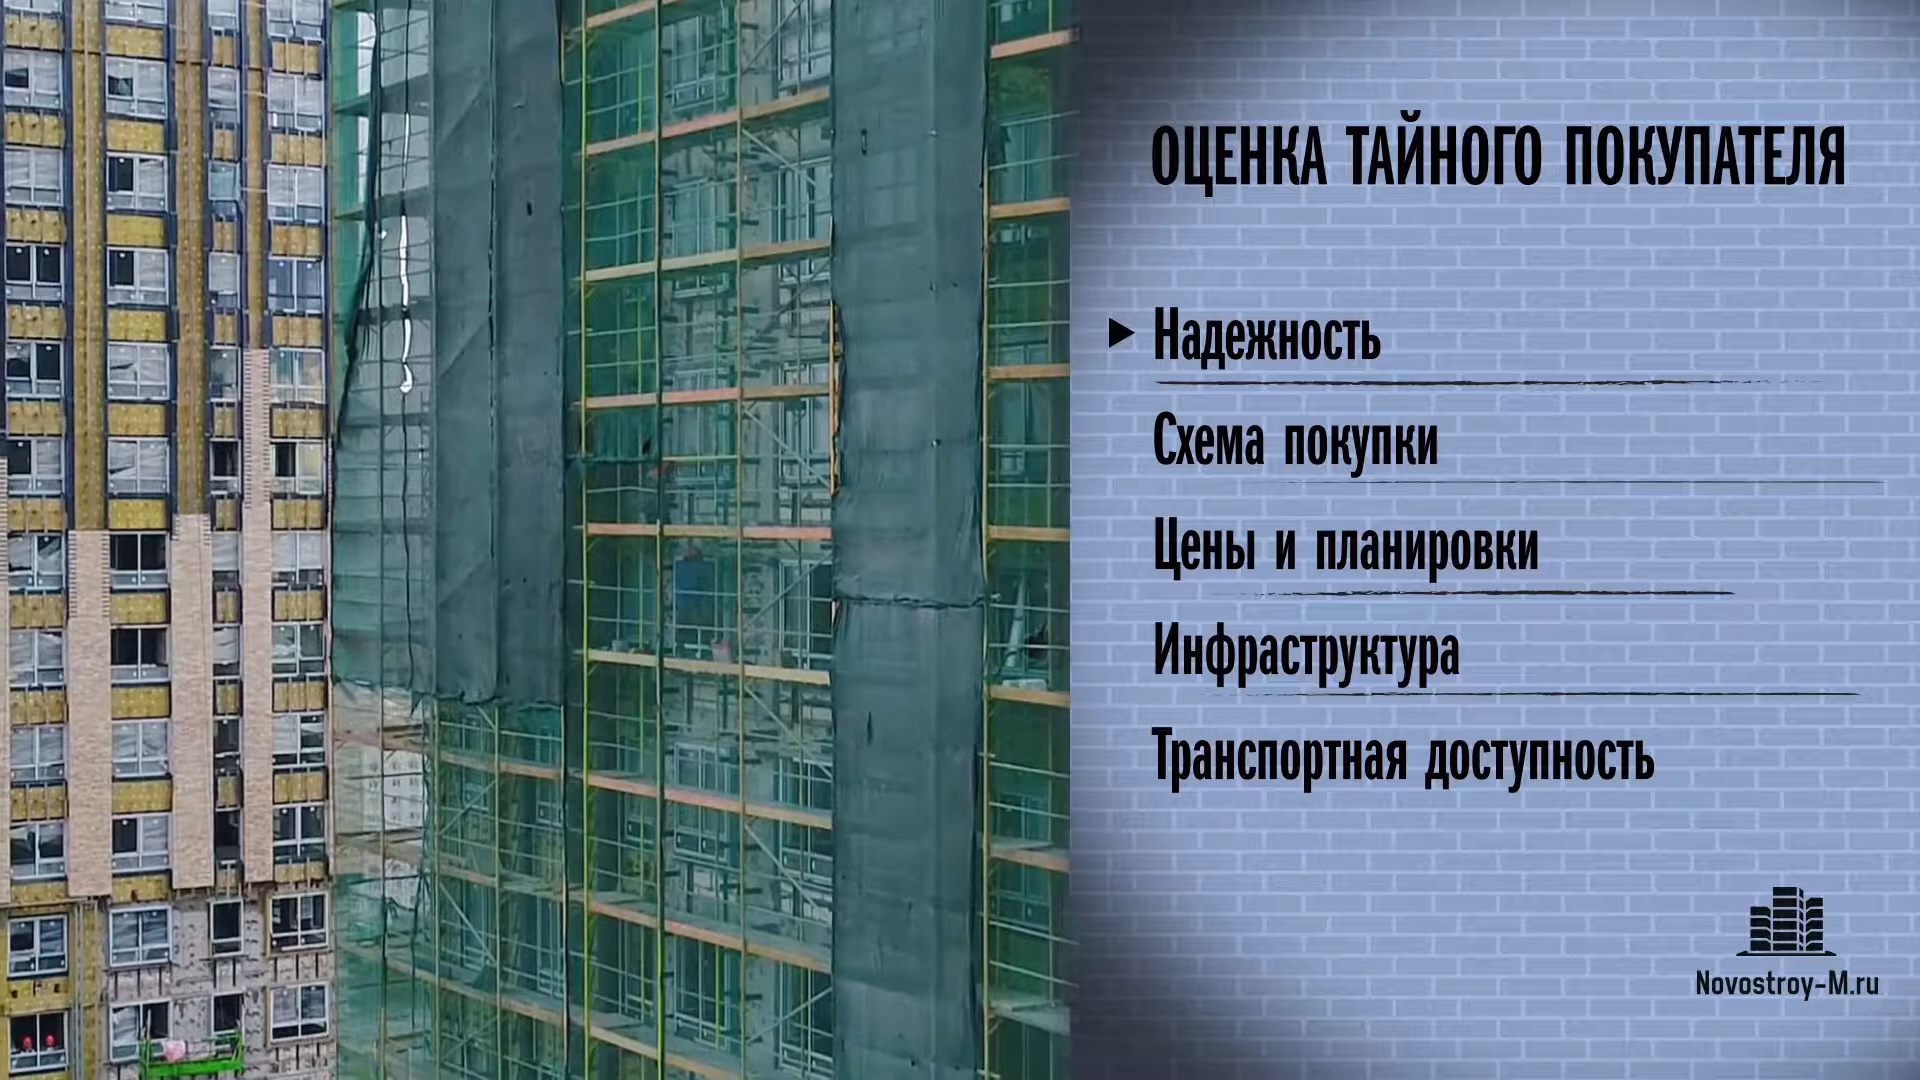 ОЦЕНКА ТАЙНОГО ПОКУПАТЕЛЯ
Надежность
Схема покупки
Цены и планировки
Инфраструктура
Транспортная доступность
Novostroy-M.ru